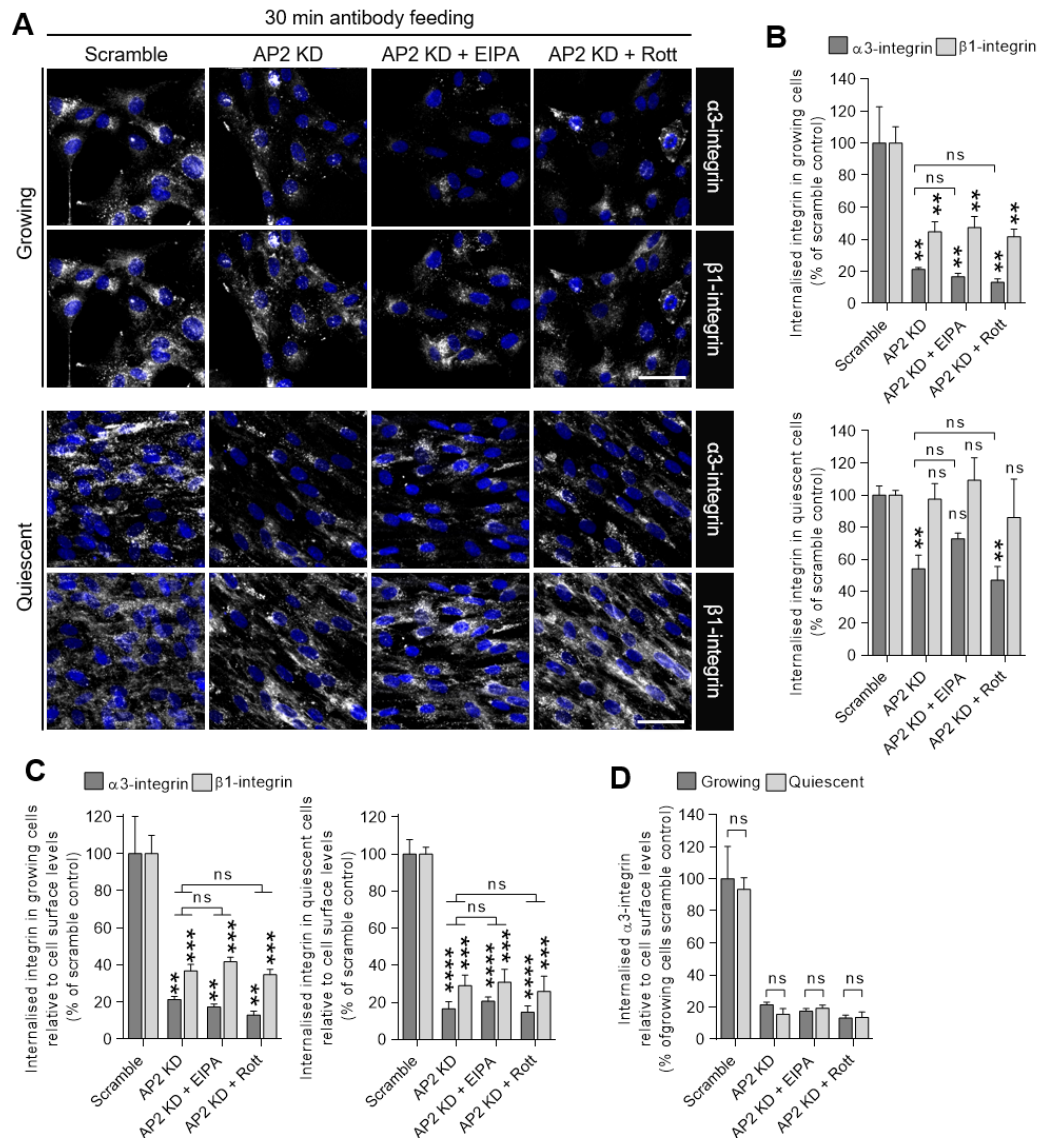 A
30 min antibody feeding
Scramble AP2 KD AP2 KD + EIPA AP2 KD + Rott
Growing
α3-integrin
β1-integrin
Quiescent
α3-integrin
β1-integrin
B
α3-integrin β1-integrin
Internalised integrin in growing cells
(% of scramble control)
140
120
100
80
60
40
20
0
ns
ns
**
**
**
**
**
**
Scramble
AP2 KD
AP2 KD + EIPA
AP2 KD + Rott
Internalised integrin in quiescent cells
(% of scramble control)
140
120
100
80
60
40
20
0
ns
ns
**
ns
ns
ns
**
ns
Scramble
AP2 KD
AP2 KD + EIPA
AP2 KD + Rott
C
α3-integrin β1-integrin
Internalised integrin in growing cells
relative to cell surface levels
(% of scramble control)
120
100
80
60
40
20
0
ns
ns
**
***
**
***
**
***
Scramble
AP2 KD
AP2 KD + EIPA
AP2 KD + Rott
Internalised integrin in quiescent cells
relative to cell surface levels
(% of scramble control)
120
100
80
60
40
20
0
ns
ns
****
***
****
***
****
***
Scramble
AP2 KD
AP2 KD + EIPA
AP2 KD + Rott
D
Growing Quiescent
Internalised α3-integrin
relative to cell surface levels
(% ofgrowing cells scramble control)
140
120
100
80
60
40
20
0
ns
ns
ns
ns
Scramble
AP2 KD
AP2 KD + EIPA
AP2 KD + Rott